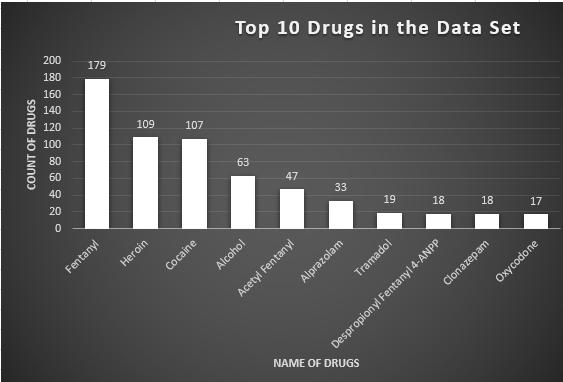 Top 10 Drugs in the Data Set
COUNT OF DRUGS
200
180
160
140
120
100
80
60
40
20
0
179
109
107
63
47
33
19
18
18
17
Fentanyl
Heroin
Cocaine
Alcohol
Acetyl Fentanyl
Alprazolam
Tramadol
Despropionyl Fentanyl 4-ANPP
Clonazepam
Oxycodone
NAME OF DRUGS